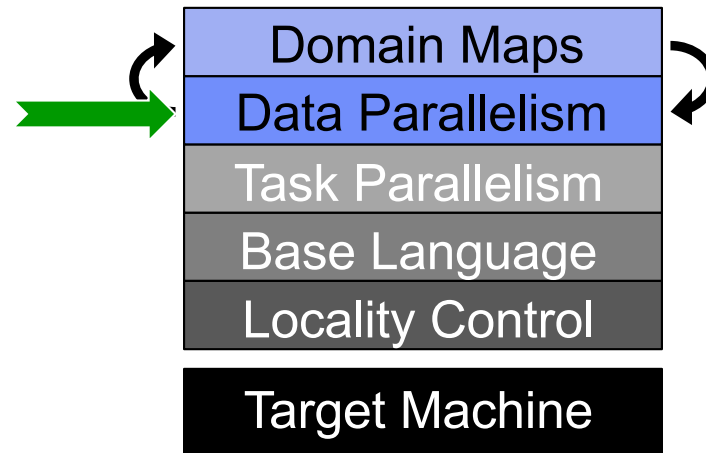 Domain Maps
Data Parallelism
Task Parallelism
Base Language
Locality Control
Target Machine